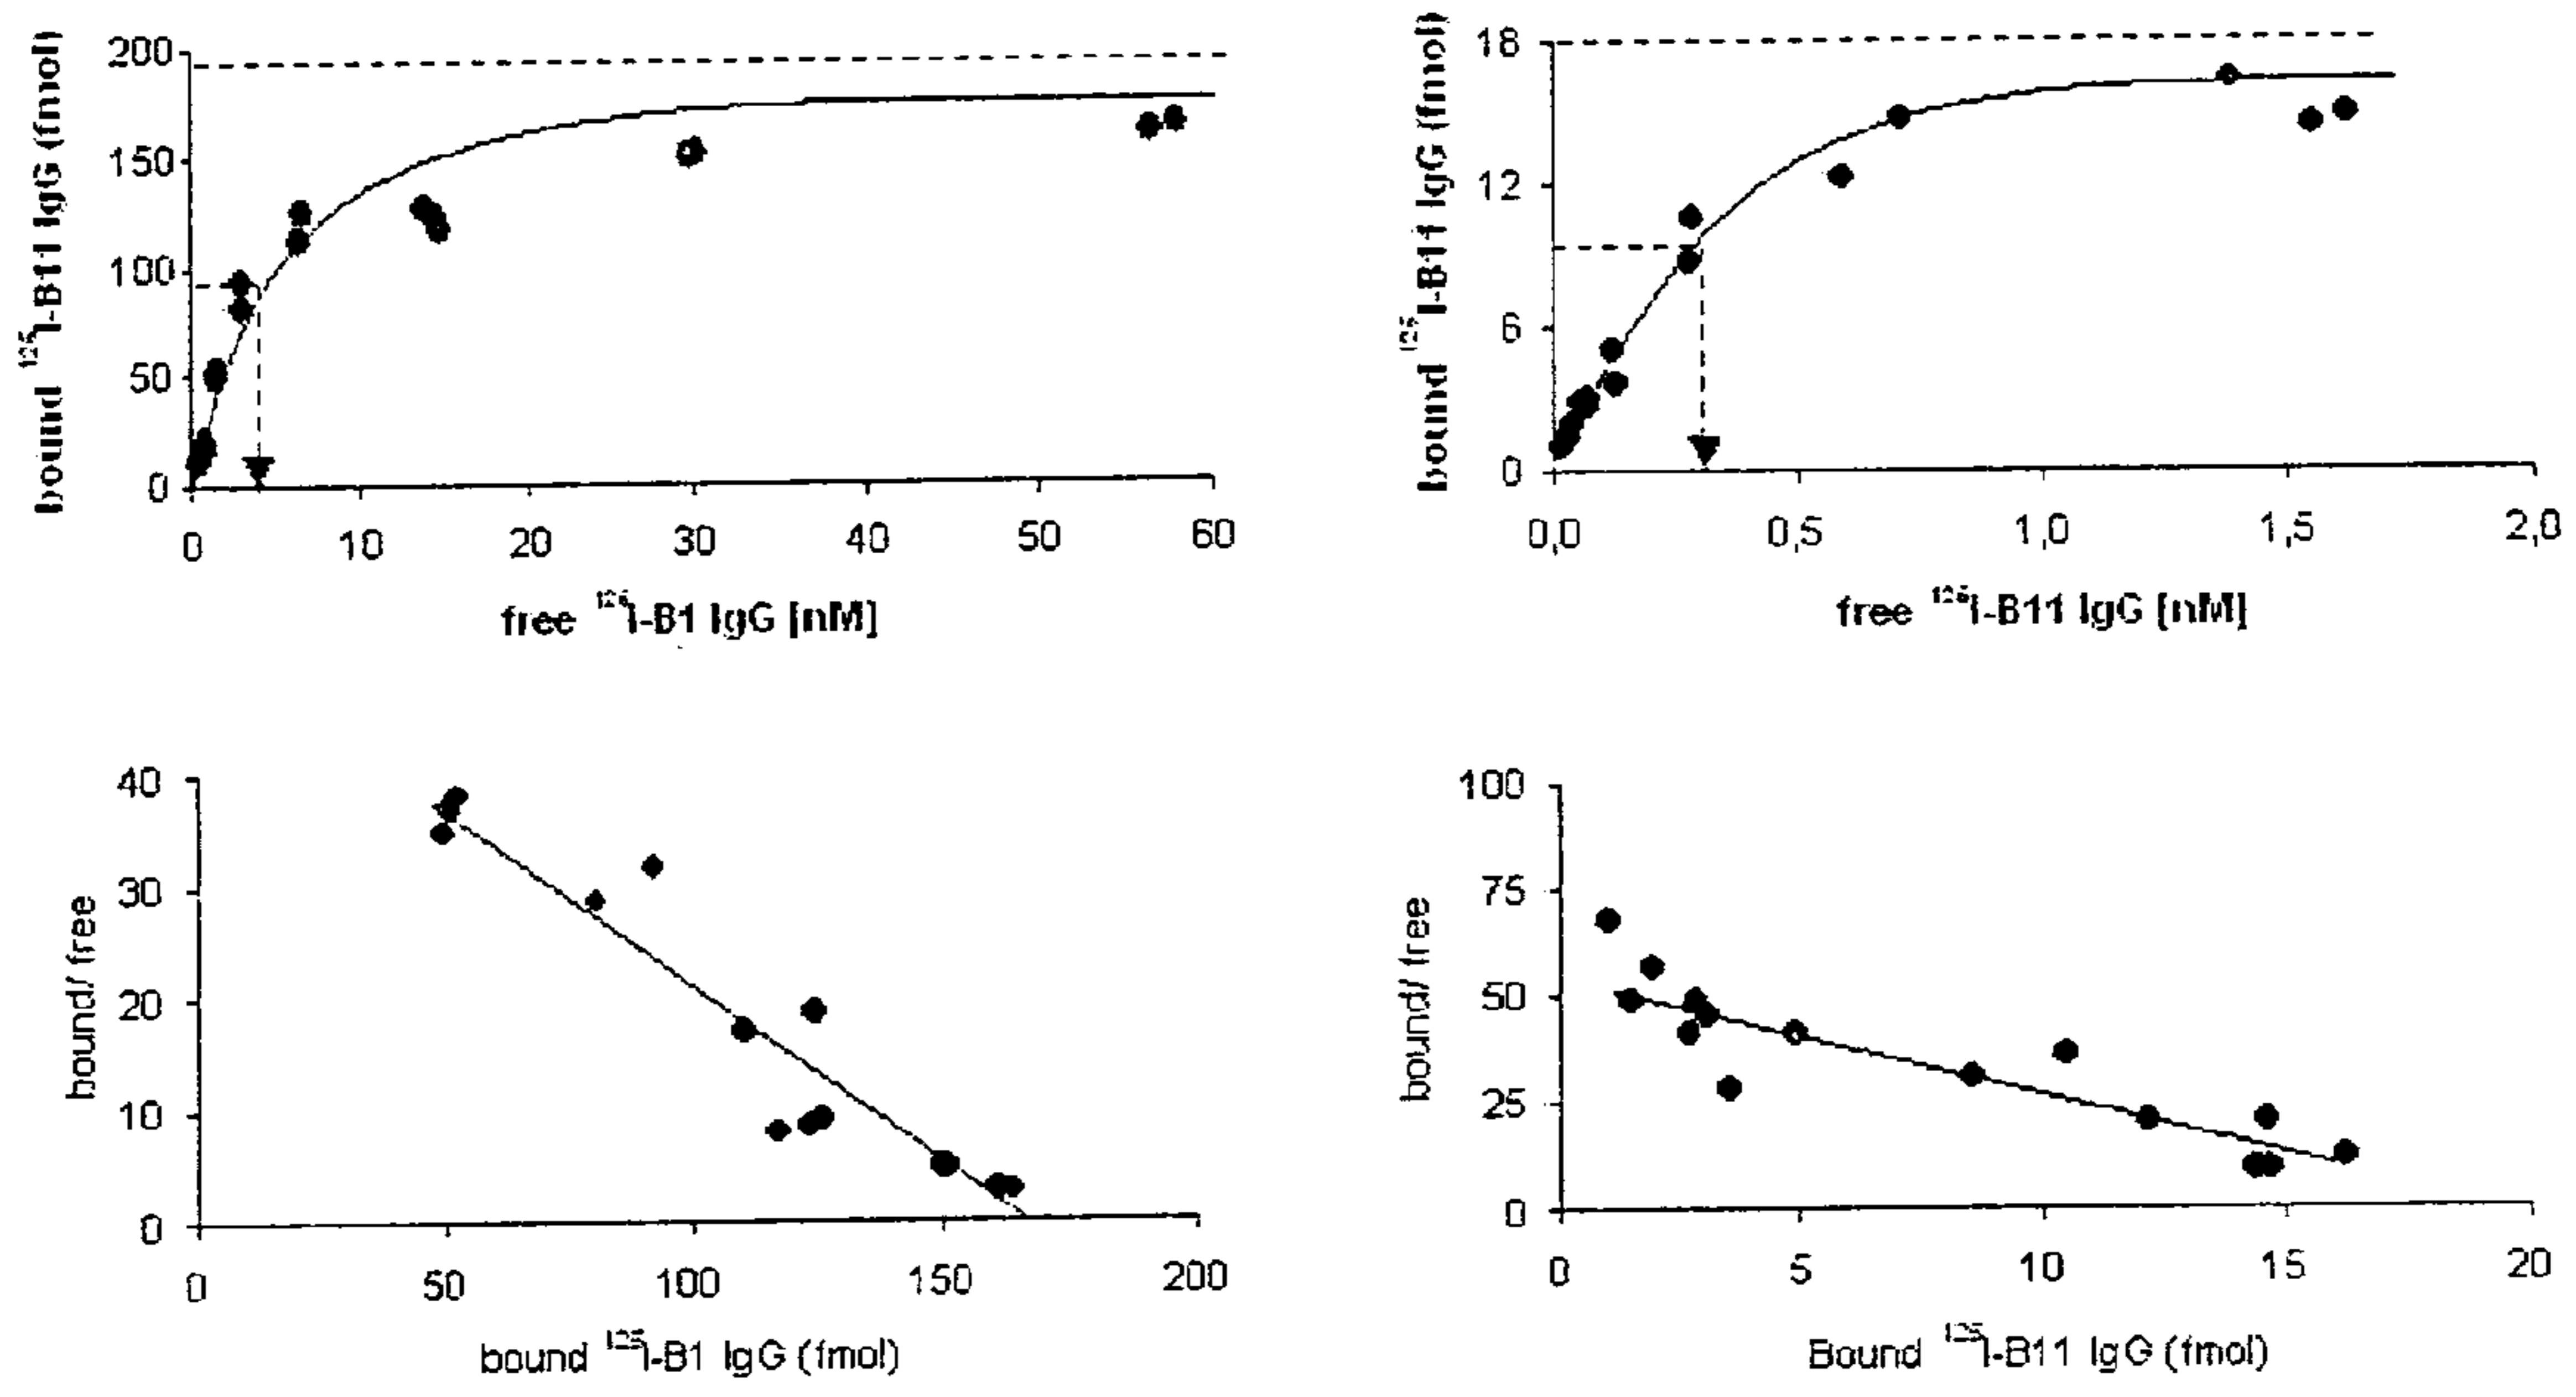 bound 125I-B11 IgG (fmol)
200
150
100
50
0
0 10 20 30 40 50 60
free 125I-B1 IgG [nM]
bound 125I-B11 IgG (fmol)
18
12
6
0
0,0 0,5 1,0 1,5 2,0
free 125I-B11 IgG [nM]
bound/ free
40
30
20
10
0
0 50 100 150 200
bound 125I-B1 IgG (fmol)
bound/ free
100
75
50
25
0
0 5 10 15 20
Bound 125I-B11 IgG (fmol)